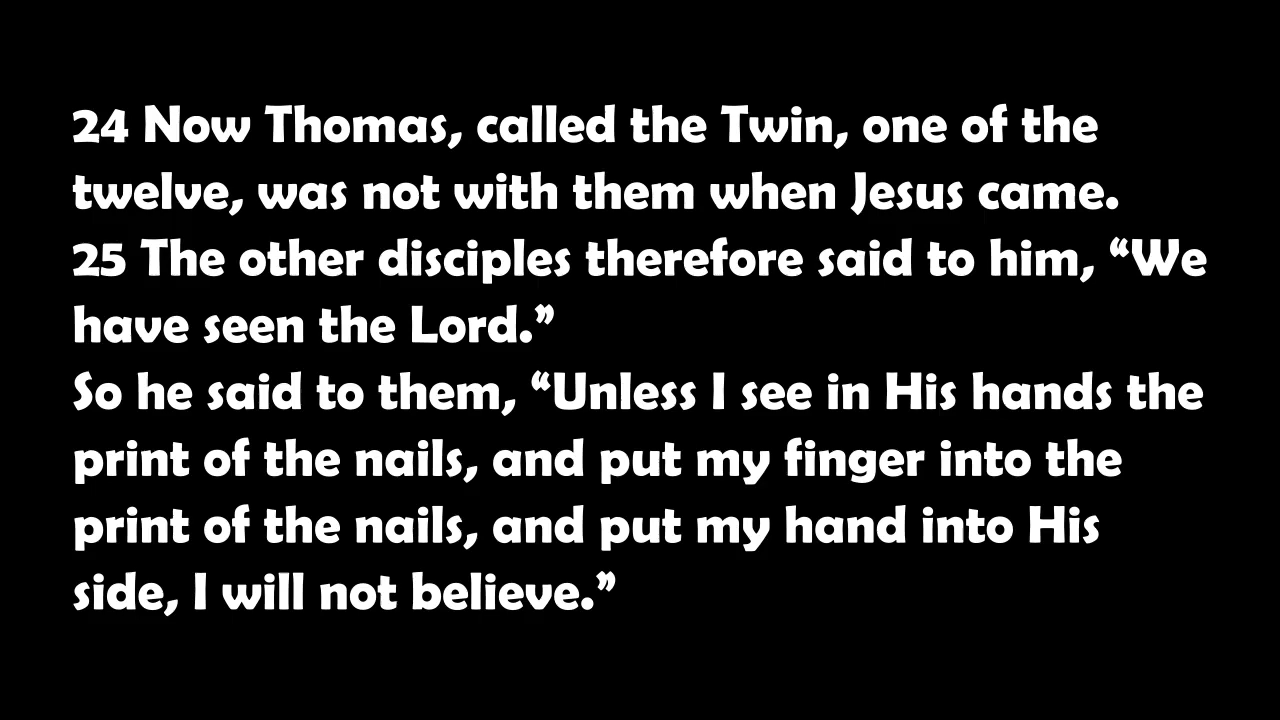 24 Now Thomas, called the Twin, one of the
twelve, was not with them when Jesus came.
25 The other disciples therefore said to him, “We
have seen the Lord.”
So he said to them, “Unless I see in His hands the
print of the nails, and put my finger into the
print of the nails, and put my hand into His
side, I will not believe.”